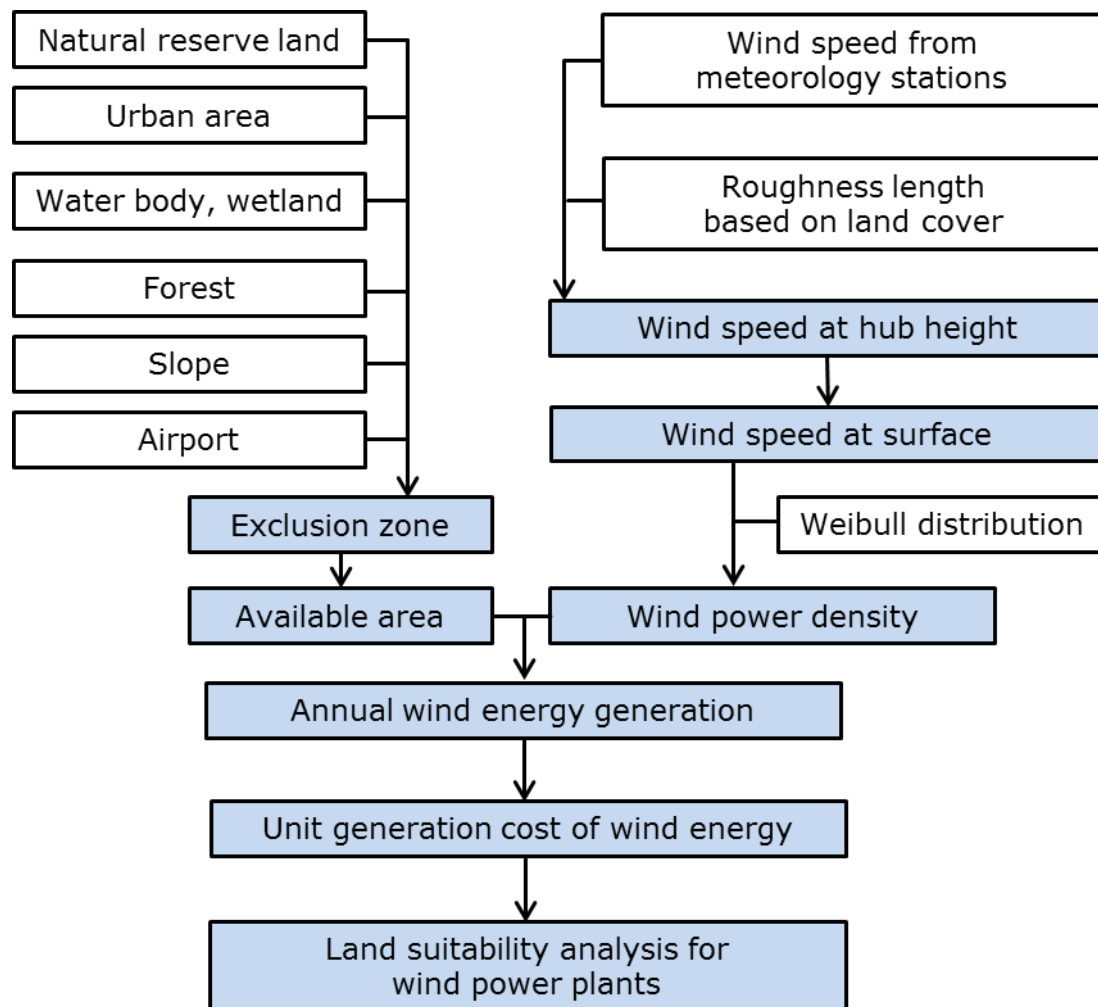 Natural reserve land
Urban area
Water body, wetland
Forest
Slope
Airport
Exclusion zone
Available area
Wind speed from
meteorology stations
Roughness length
based on land cover
Wind speed at hub height
Wind speed at surface
Weibull distribution
Wind power density
Annual wind energy generation
Unit generation cost of wind energy
Land suitability analysis for
wind power plants